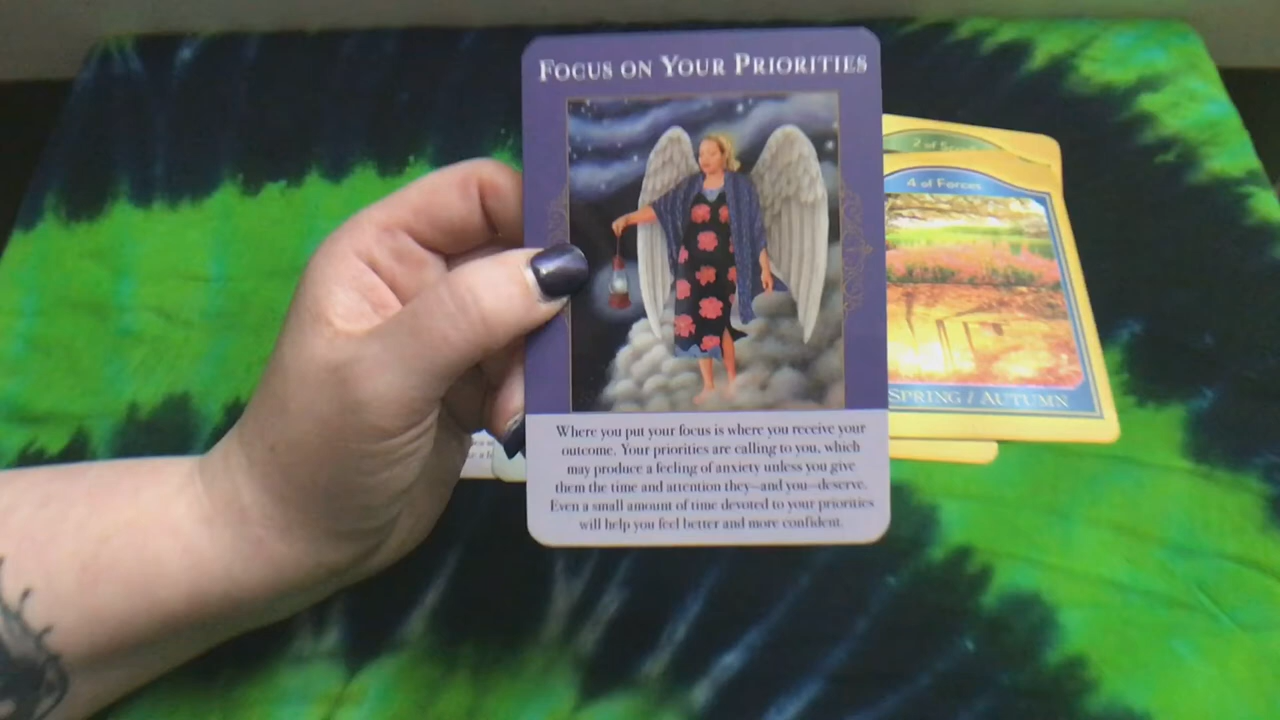 FOCUS ON YOUR PRIORITIES
Where you put your focus is where you receive your
outcome. Your priorities are calling to you, which
may produce a feeling of anxiety unless you give
them the time and attention they—and you—deserve.
Even a small amount of time devoted to your priorities
will help you feel better and more confident.
2 of
4 of Forces
SPRING / AUTUMN